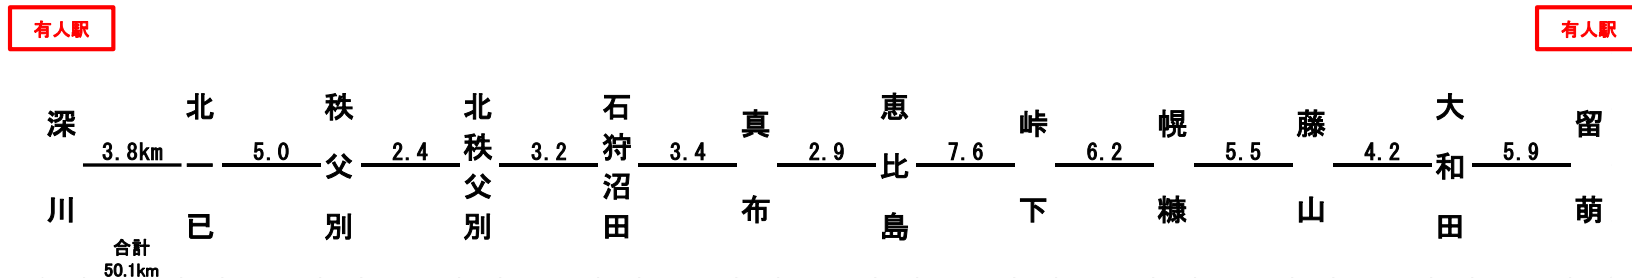 有人駅
有人駅
深川
3.8km
北一已
5.0
秩父別
2.4
北秩父別
3.2
石狩沼田
3.4
真布
2.9
恵比島
7.6
峠下
6.2
幌糠
5.5
藤山
4.2
大和田
5.9
留萌
合計
50.1km